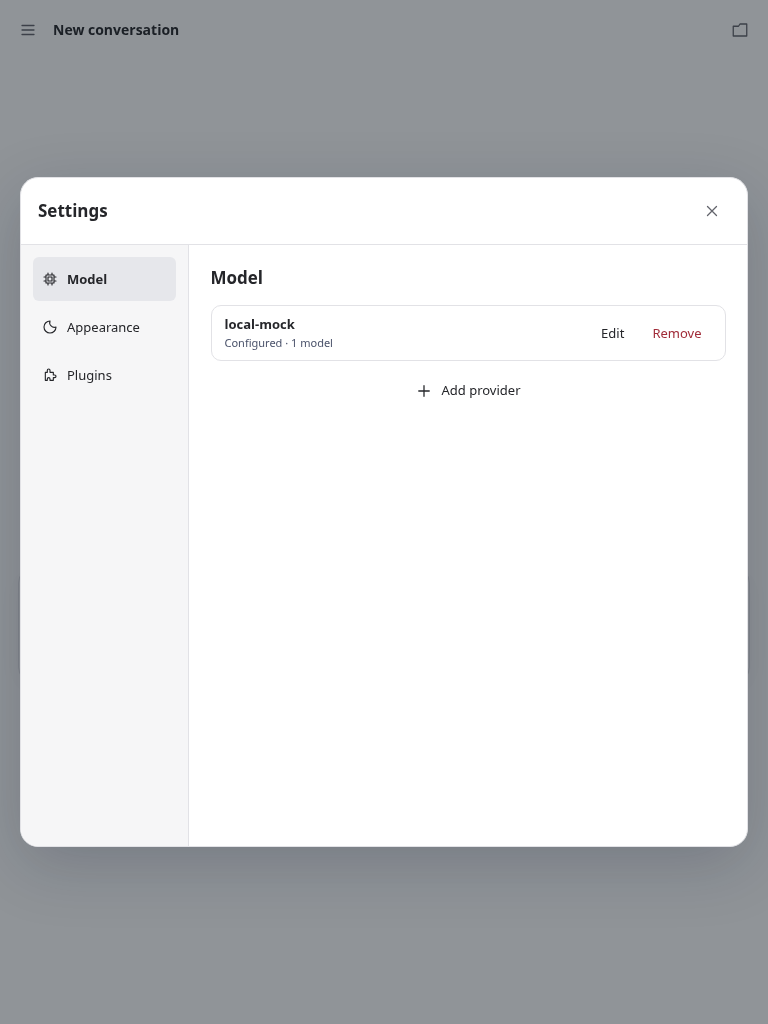 New conversation
Settings
Model
Appearance
Plugins
Model
local-mock
Configured · 1 model
Edit
Remove
Add provider